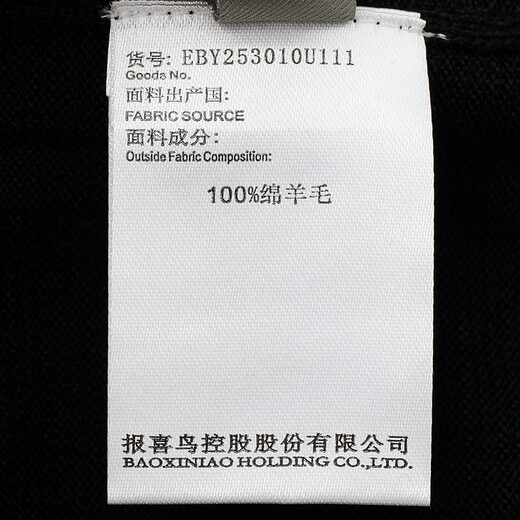 货号: EBY253010U111
Goods No.
面料出产国:
FABRIC SOURCE
面料成分:
Outside Fabric Composition:
100%绵羊毛
报喜鸟控股股份有限公司
BAOXINIAO HOLDING CO.,LTD.